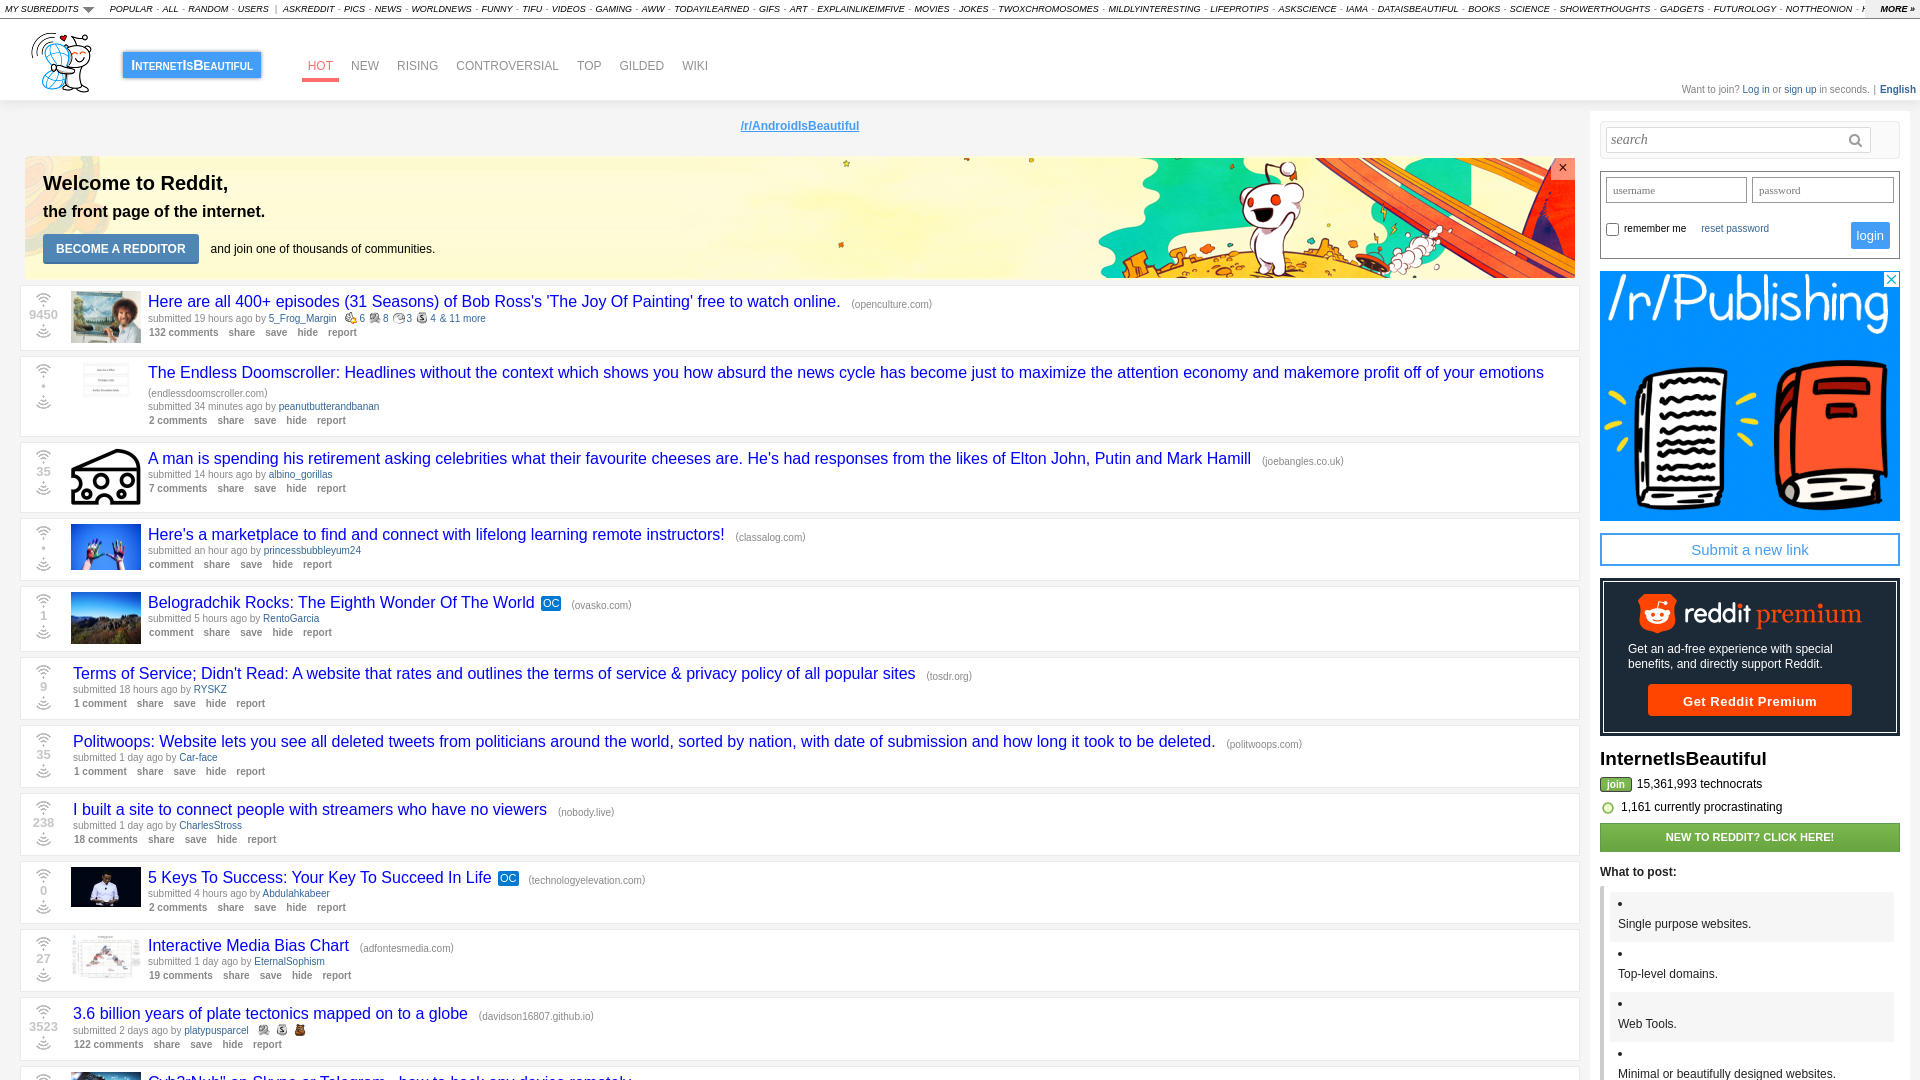 MY SUBREDDITS POPULAR - ALL - RANDOM - USERS | ASKREDDIT - PICS - NEWS - WORLDNEWS - FUNNY - TIFU - VIDEOS - GAMING - AWW - TODAYILEARNED - GIFS - ART - EXPLAINLIKEIMFIVE - MOVIES - JOKES - TWOXCHROMOSOMES - MILDLYINTERESTING - LIFEPROTIPS - ASKSCIENCE - IAMA - DATAISBEAUTIFUL - BOOKS - SCIENCE - SHOWERTHOUGHTS - GADGETS - FUTUROLOGY - NOTTHEONION - MORE »
InternetIsBeautiful HOT NEW RISING CONTROVERSIAL TOP GILDED WIKI
Want to join? Log in or sign up in seconds. | English
/r/AndroidIsBeautiful
Welcome to Reddit,
the front page of the internet.
BECOME A REDDITOR and join one of thousands of communities.
×
9450
Here are all 400+ episodes (31 Seasons) of Bob Ross's 'The Joy Of Painting' free to watch online. (openculture.com)
submitted 19 hours ago by 5_Frog_Margin 6 8 3 4 & 11 more
132 comments share save hide report
•
The Endless Doomscroller: Headlines without the context which shows you how absurd the news cycle has become just to maximize the attention economy and makemore profit off of your emotions
(endlessdoomscroller.com)
submitted 34 minutes ago by peanutbutterandbanan
2 comments share save hide report
35
A man is spending his retirement asking celebrities what their favourite cheeses are. He's had responses from the likes of Elton John, Putin and Mark Hamill (joebangles.co.uk)
submitted 14 hours ago by albino_gorillas
7 comments share save hide report
•
Here's a marketplace to find and connect with lifelong learning remote instructors! (classalog.com)
submitted an hour ago by princessbubbleyum24
comment share save hide report
1
Belogradchik Rocks: The Eighth Wonder Of The World OC (ovasko.com)
submitted 5 hours ago by RentoGarcia
comment share save hide report
9
Terms of Service; Didn't Read: A website that rates and outlines the terms of service & privacy policy of all popular sites (tosdr.org)
submitted 18 hours ago by RYSKZ
1 comment share save hide report
35
Politwoops: Website lets you see all deleted tweets from politicians around the world, sorted by nation, with date of submission and how long it took to be deleted. (politwoops.com)
submitted 1 day ago by Car-face
1 comment share save hide report
238
I built a site to connect people with streamers who have no viewers (nobody.live)
submitted 1 day ago by CharlesStross
18 comments share save hide report
0
5 Keys To Success: Your Key To Succeed In Life OC (technologyelevation.com)
submitted 4 hours ago by Abdulahkabeer
2 comments share save hide report
27
Interactive Media Bias Chart (adfontesmedia.com)
submitted 1 day ago by EternalSophism
19 comments share save hide report
3523
3.6 billion years of plate tectonics mapped on to a globe (davidson16807.github.io)
submitted 2 days ago by platypusparcel
122 comments share save hide report
search
username password
remember me reset password login
/r/Publishing
Submit a new link
reddit premium
Get an ad-free experience with special
benefits, and directly support Reddit.
Get Reddit Premium
InternetIsBeautiful
join 15,361,993 technocrats
1,161 currently procrastinating
NEW TO REDDIT? CLICK HERE!
What to post:
•
Single purpose websites.
•
Top-level domains.
•
Web Tools.
•
Minimal or beautifully designed websites.